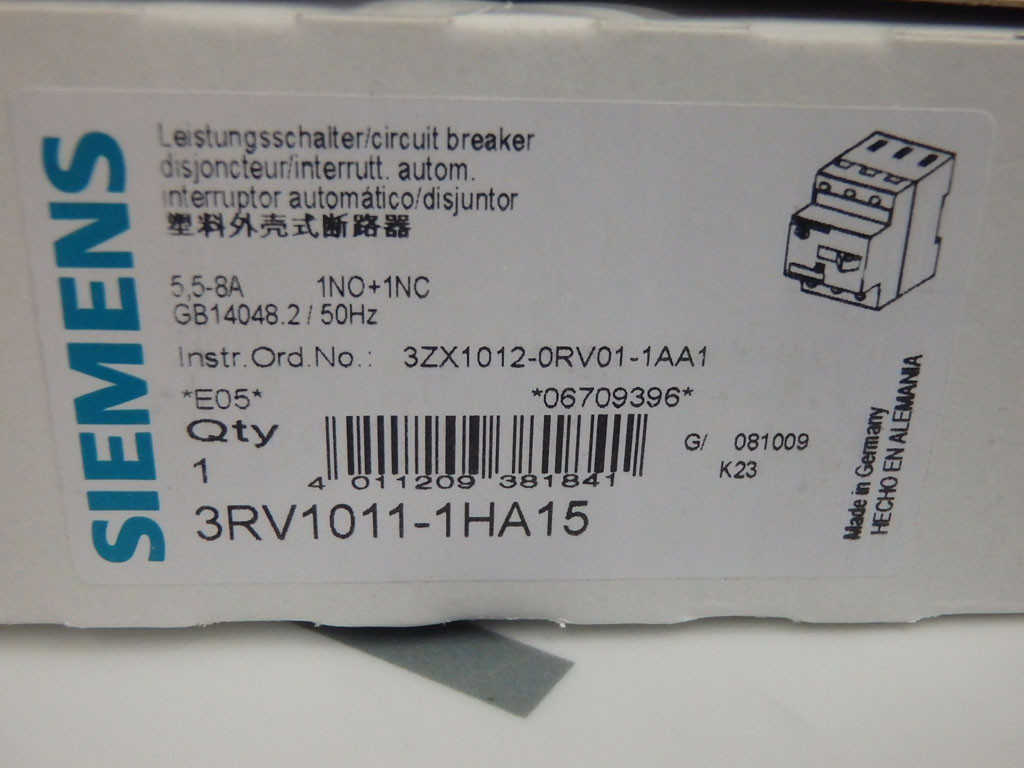 SIEMENS
Leistungsschalter/circuit breaker
disjoncteur/interrutt. autom.
interruptor automático/disjuntor
塑料外壳式断路器
5,5-8A 1NO+1NC
GB14048.2 / 50Hz
Instr.Ord.No.: 3ZX1012-0RV01-1AA1
*E05* *06709396*
Qty
1
4 011209 381841
G/ 081009
K23
3RV1011-1HA15
Made in Germany
HECHO EN ALEMANIA